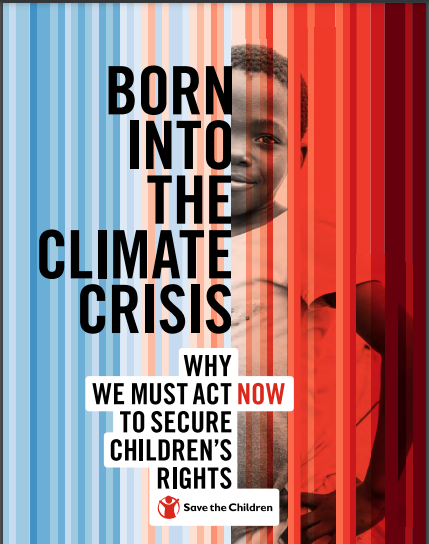 BORN
INTO
THE
CLIMATE
CRISIS
WHY
WE MUST ACT NOW
TO SECURE
CHILDREN'S
RIGHTS
Save the Children